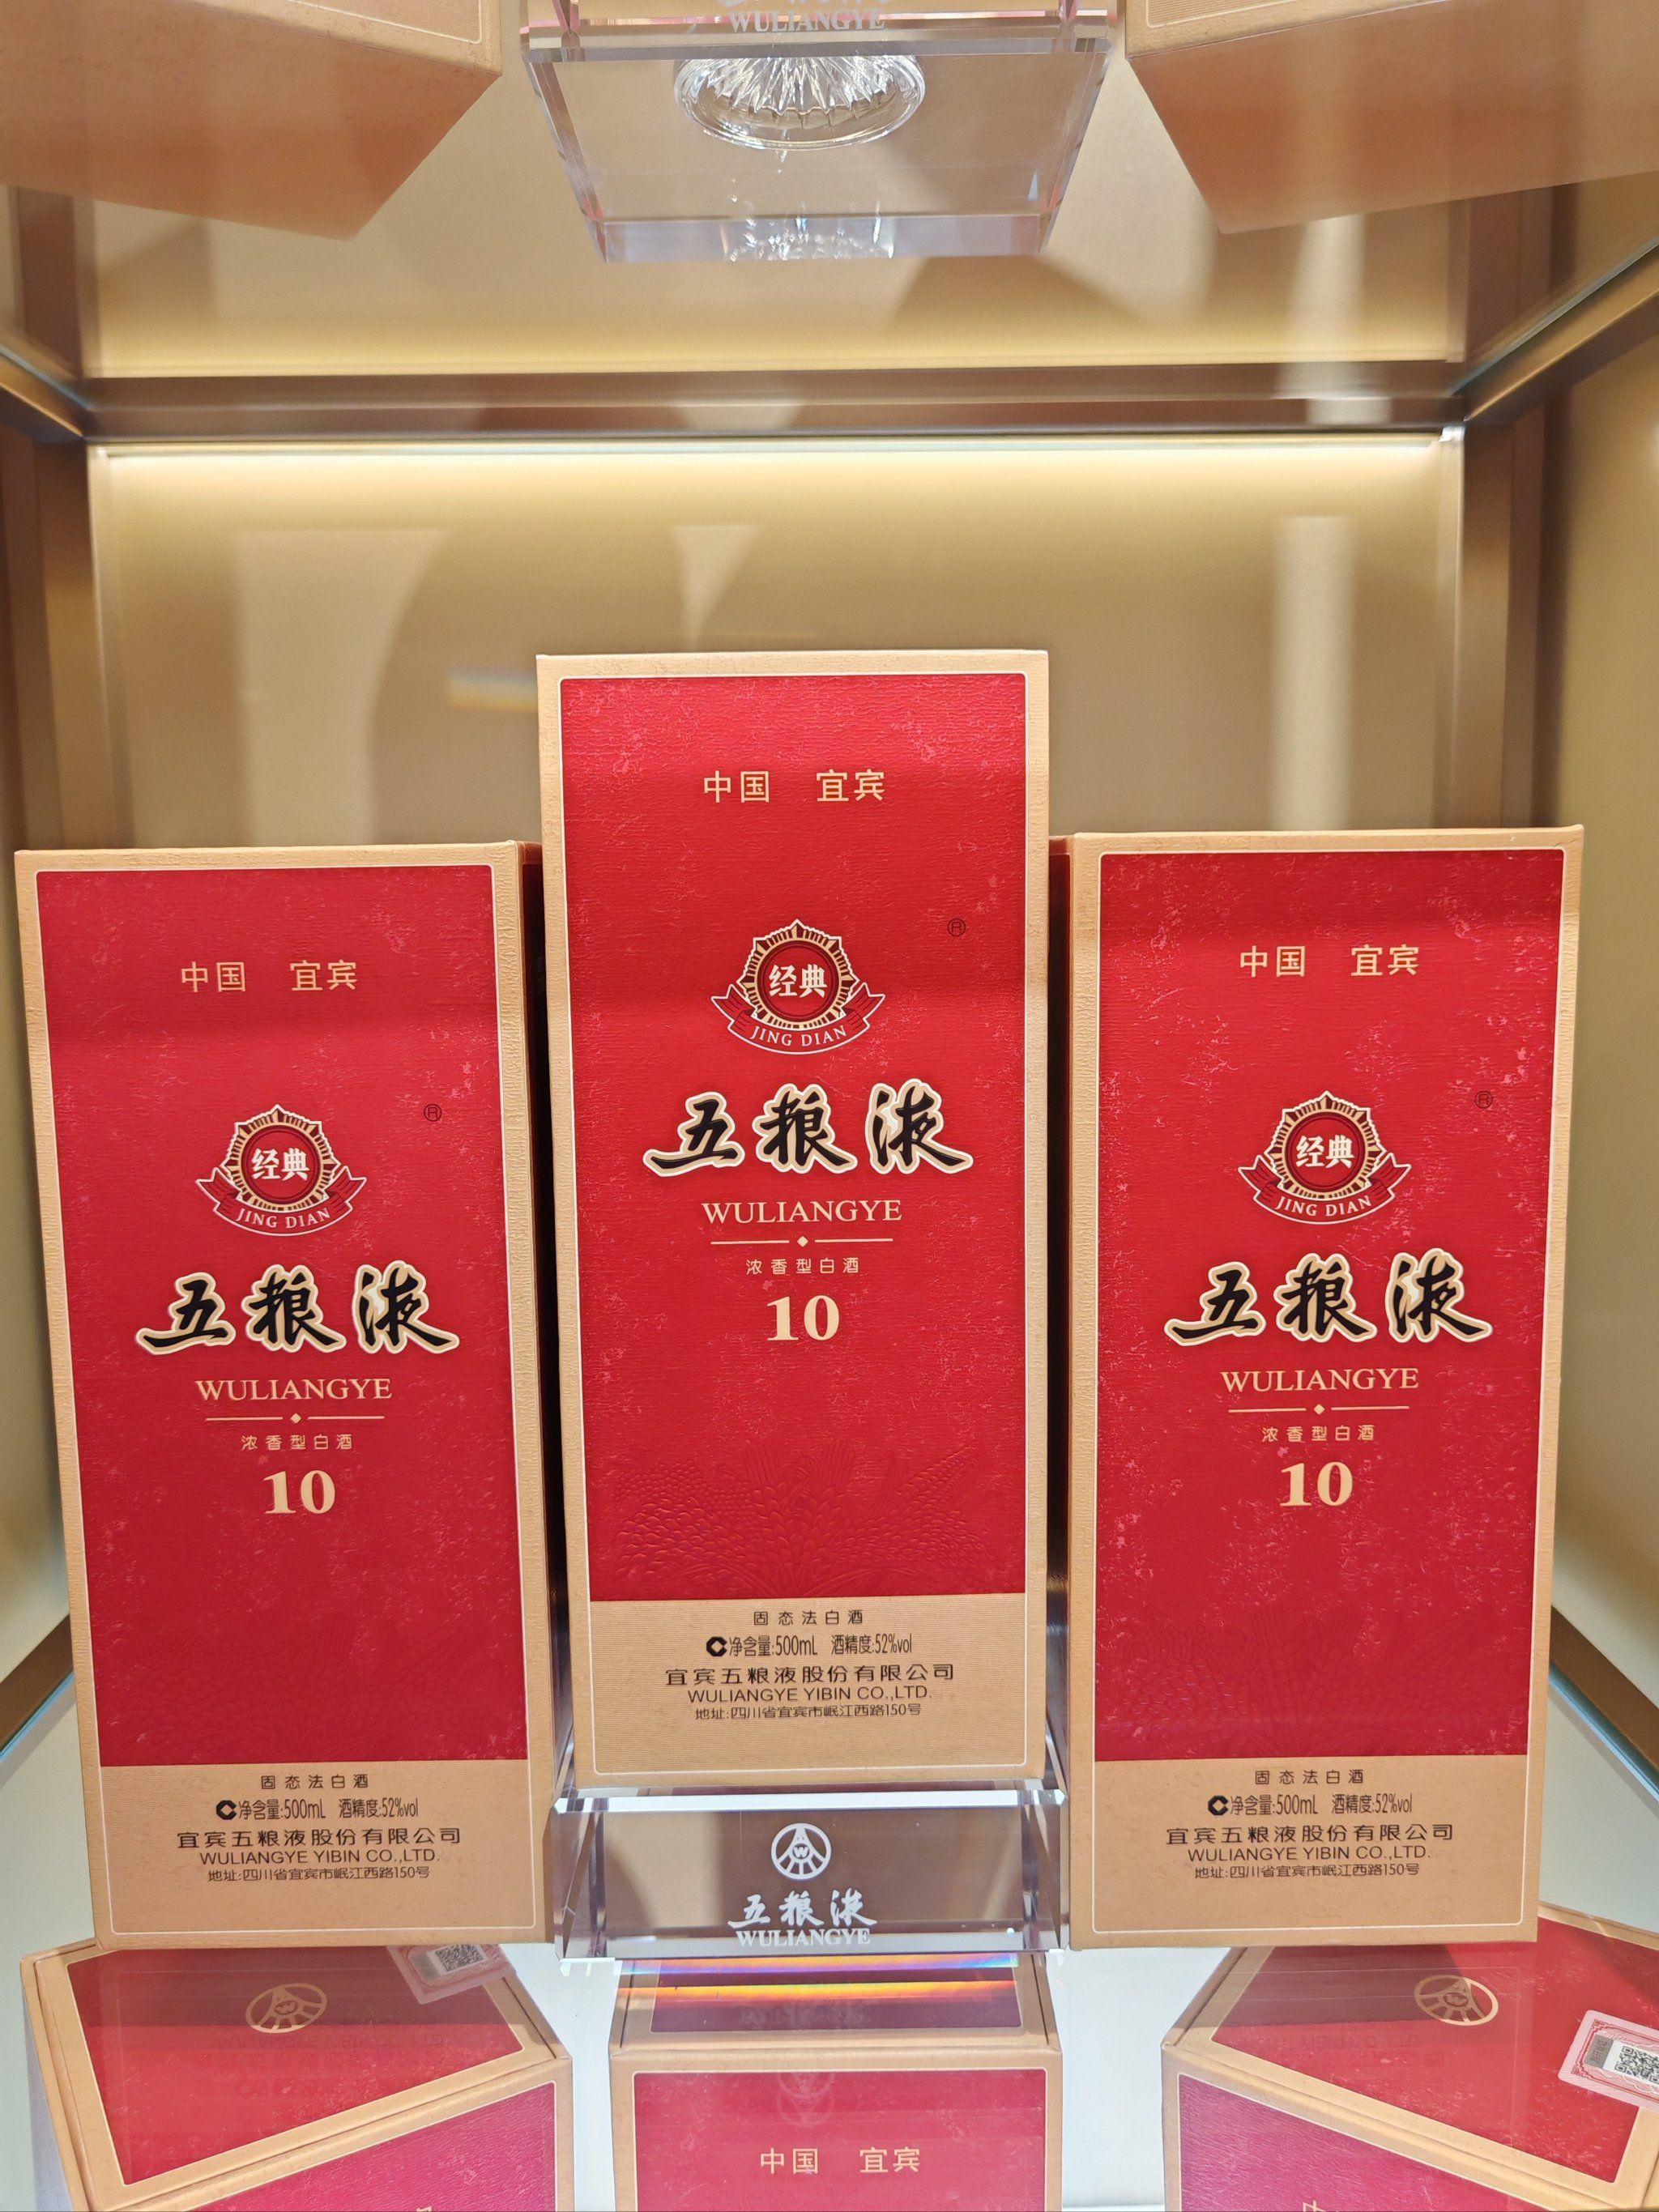 WULIANGYE
中国 宜宾
经典
JING DIAN
®
五粮液
WULIANGYE
浓香型白酒
10
固态法白酒
净含量:500mL 酒精度:52%vol
宜宾五粮液股份有限公司
WULIANGYE YIBIN CO.,LTD.
地址:四川省宜宾市岷江西路150号
中国 宜宾
经典
JING DIAN
®
五粮液
WULIANGYE
浓香型白酒
10
固态法白酒
净含量:500mL 酒精度:52%vol
宜宾五粮液股份有限公司
WULIANGYE YIBIN CO.,LTD.
地址:四川省宜宾市岷江西路150号
中国 宜宾
经典
JING DIAN
®
五粮液
WULIANGYE
浓香型白酒
10
固态法白酒
净含量:500mL 酒精度:52%vol
宜宾五粮液股份有限公司
WULIANGYE YIBIN CO.,LTD.
地址:四川省宜宾市岷江西路150号
五粮液
WULIANGYE
中国 宜宾